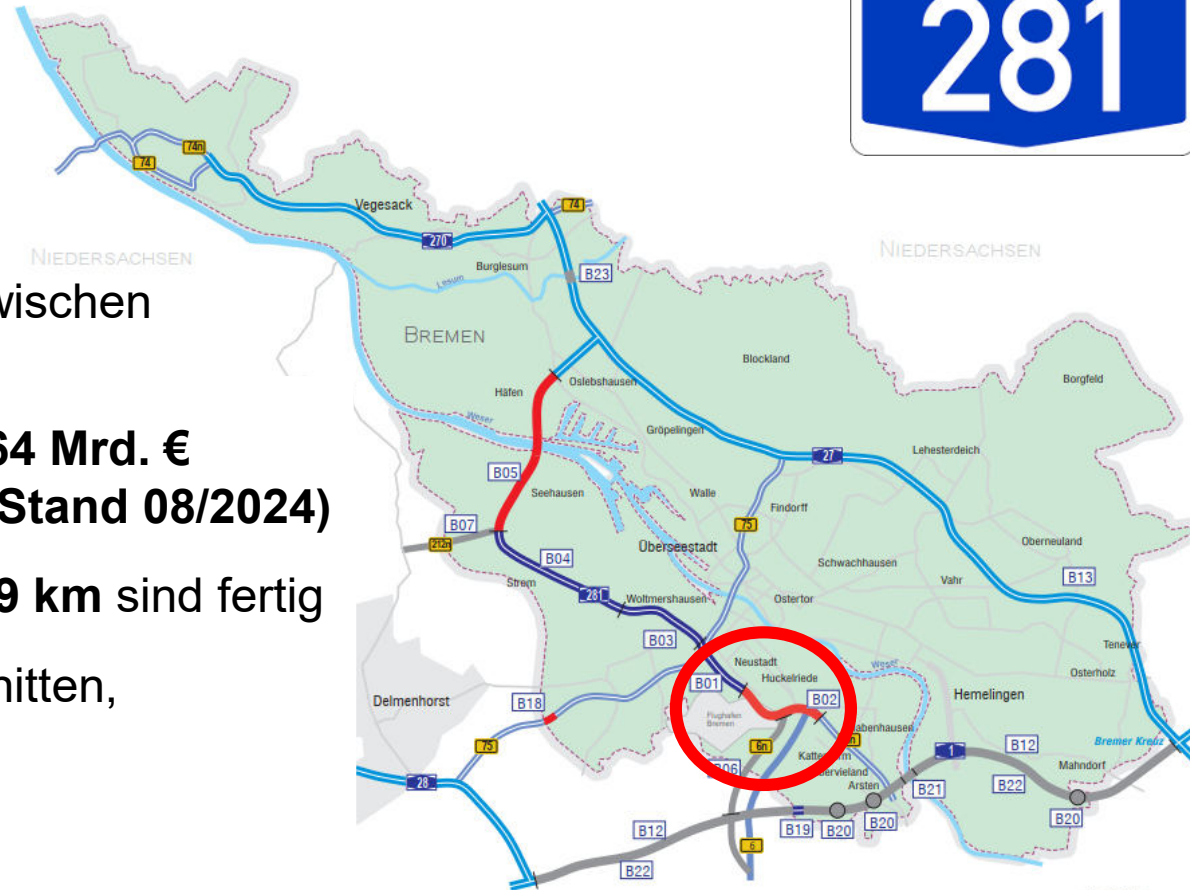 281
74n
74
Vegesack
74
270
NIEDERSACHSEN
NIEDERSACHSEN
Burglesum
B23
Lesum
wischen
BREMEN
Blockland
Borgfeld
Oslebshausen
Häfen
Weser
Gröpelingen
64 Mrd. €
27
Lehesterdeich
B05
Seehausen
Walle
Stand 08/2024)
Findorff
B07
75
212n
Überseestadt
Oberneuland
B04
Schwachhausen
B13
Strem
Vahr
9 km sind fertig
281
Woltmershausen
Ostertor
B03
Tenever
Neustadt
Weser
Osterholz
nitten,
B01
Huckelriede
Delmenhorst
B18
B02
Hemelingen
Flughafen
Bremen
abenhausen
75
6n
1
B12
Bremer Kreuz
B06
Mahndorf
28
Arsten
B21
B22
B20
B12
B19
B20
B20
6
B22